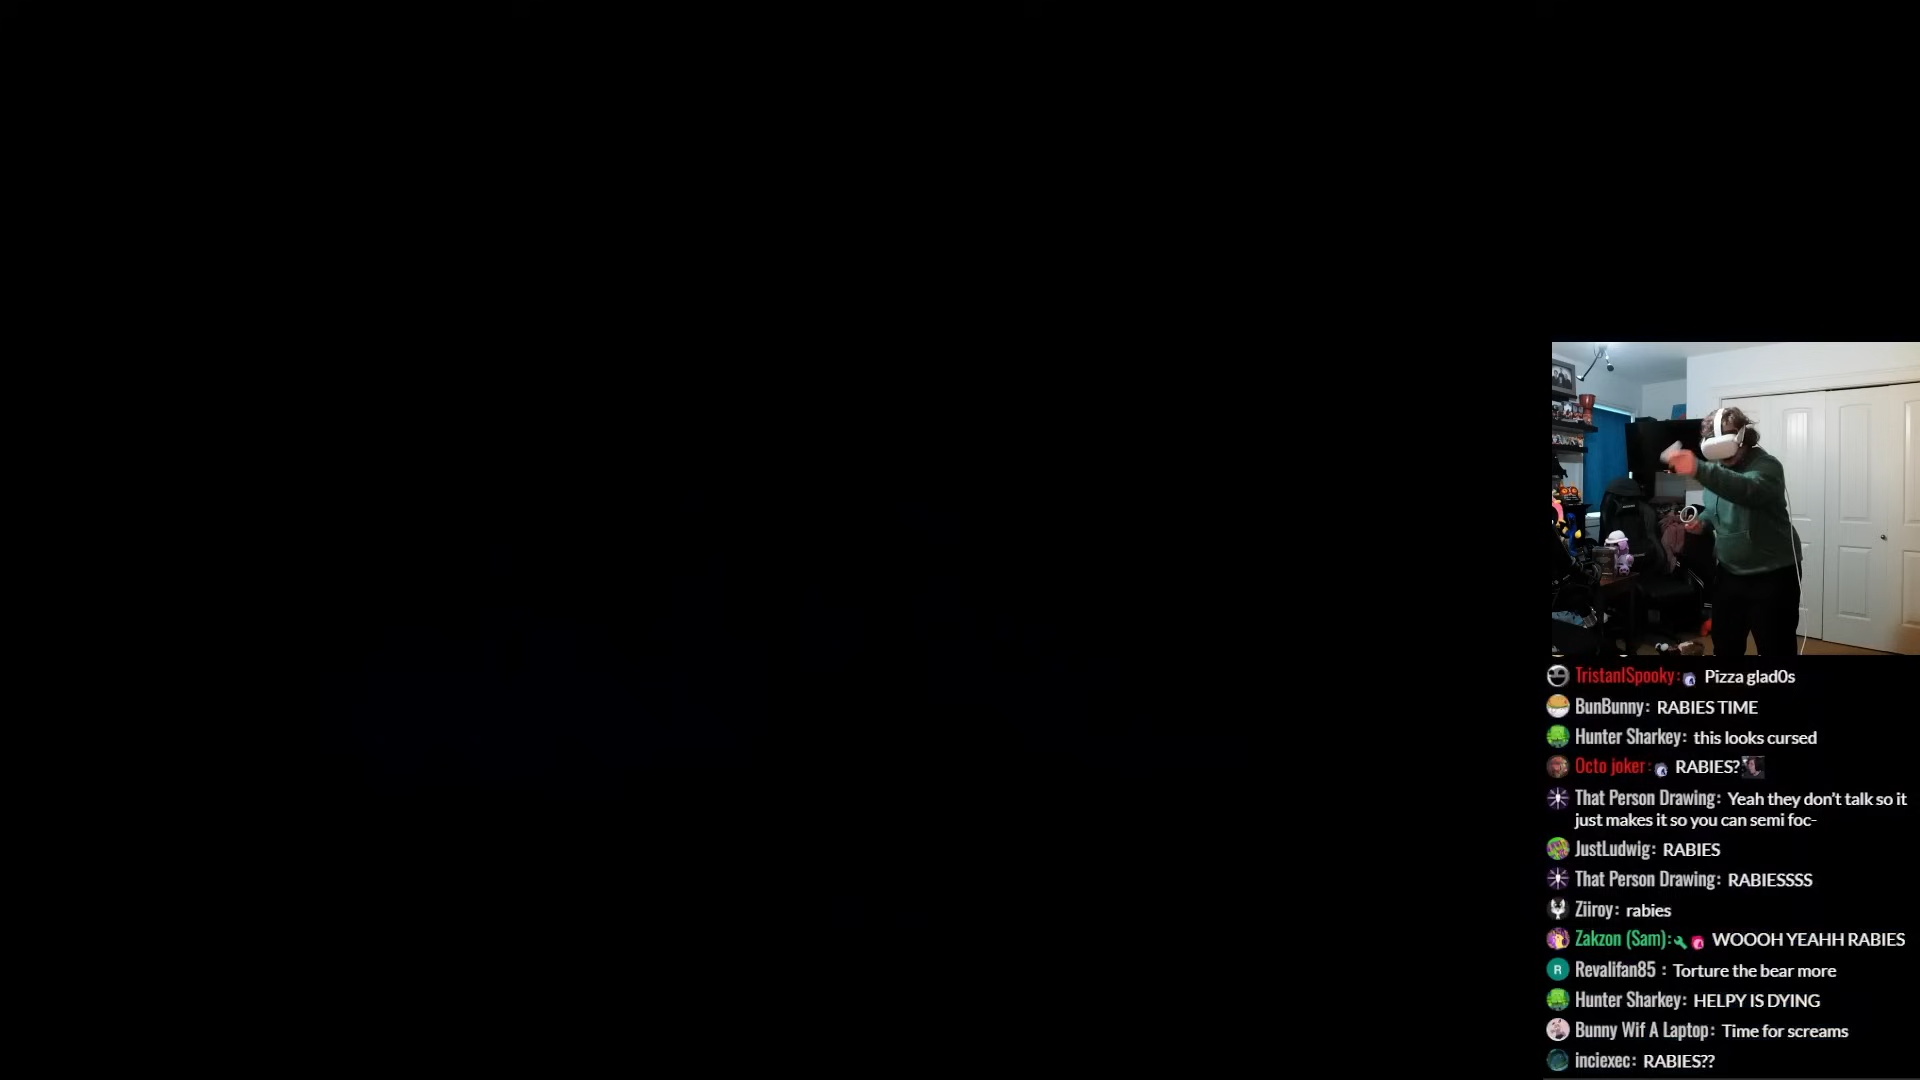 TristanISpooky: Pizza glad0s
BunBunny: RABIES TIME
Hunter Sharkey: this looks cursed
Octo joker: RABIES?
That Person Drawing: Yeah they don't talk so it
just makes it so you can semi foc-
JustLudwig: RABIES
That Person Drawing: RABIESSSS
Ziiroy: rabies
Zakzon (Sam): WOOOH YEAHH RABIES
R Revalifan85 : Torture the bear more
Hunter Sharkey: HELPY IS DYING
Bunny Wif A Laptop: Time for screams
inciexec: RABIES??